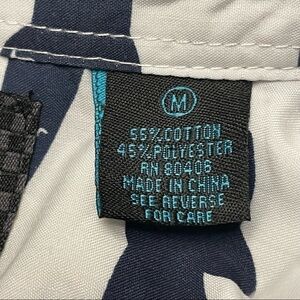 M
55% COTTON
45% POLYESTER
RN 80406
MADE IN CHINA
SEE REVERSE
FOR CARE